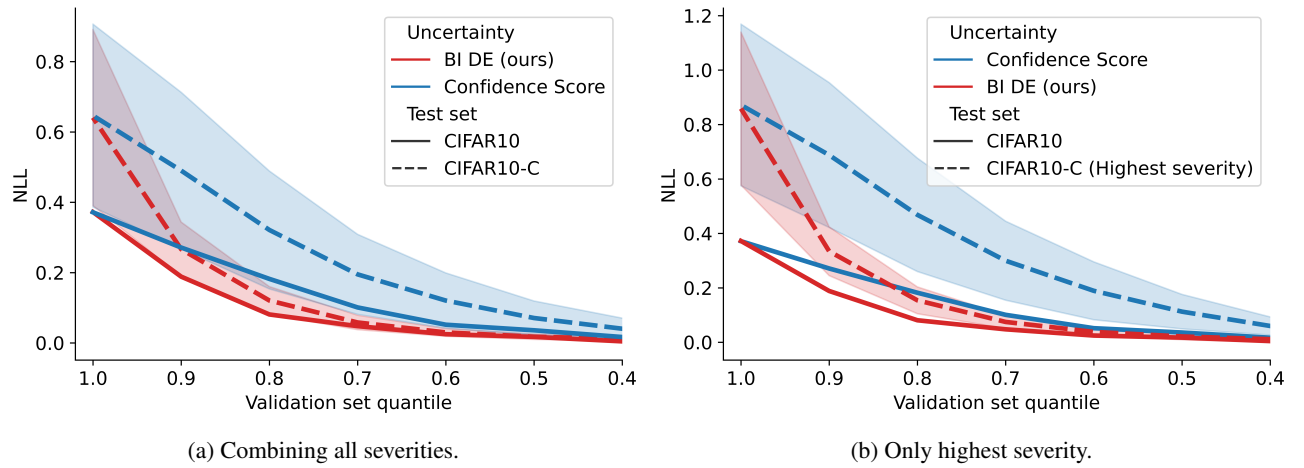 NLL
0.8
0.6
0.4
0.2
0.0
1.0 0.9 0.8 0.7 0.6 0.5 0.4
Validation set quantile
Uncertainty
BI DE (ours)
Confidence Score
Test set
CIFAR10
CIFAR10-C
(a) Combining all severities.
NLL
1.2
1.0
0.8
0.6
0.4
0.2
0.0
1.0 0.9 0.8 0.7 0.6 0.5 0.4
Validation set quantile
Uncertainty
Confidence Score
BI DE (ours)
Test set
CIFAR10
CIFAR10-C (Highest severity)
(b) Only highest severity.